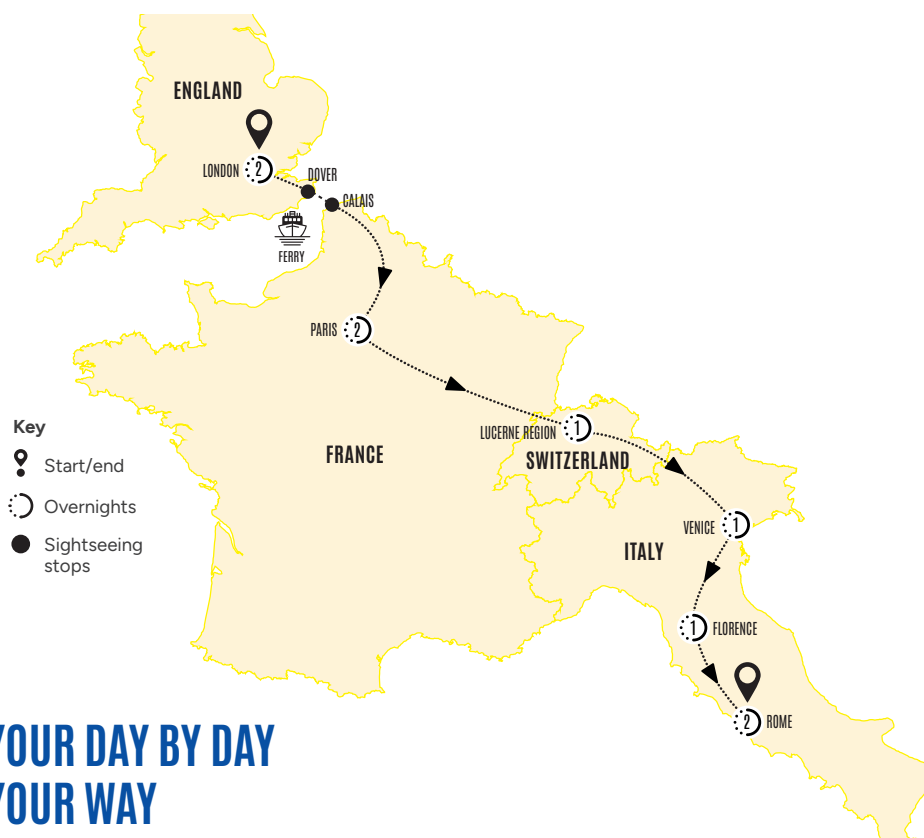 ENGLAND
LONDON
2
DOVER
CALAIS
FERRY
PARIS
2
Key
Start/end
Overnights
Sightseeing
stops
FRANCE
LUCERNE REGION
1
SWITZERLAND
VENICE
1
ITALY
1
FLORENCE
2
ROME
YOUR DAY BY DAY
YOUR WAY